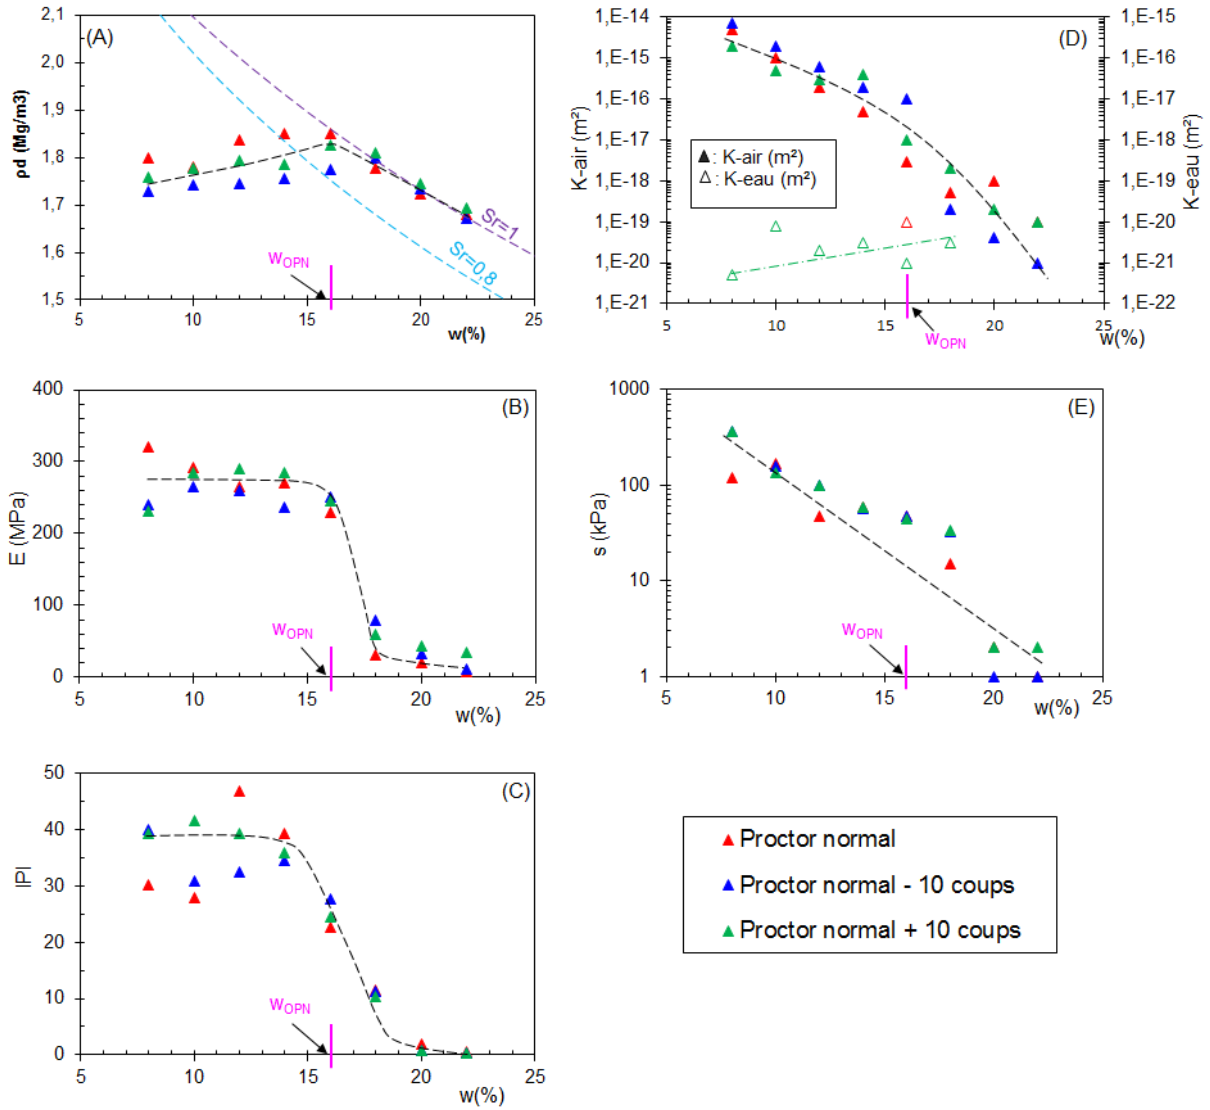 (A)
ρd (Mg/m3)
2,1
2,0
1,9
1,8
1,7
1,6
1,5
Sr=1
Sr=0,8
WOPN
5 10 15 20 25
w(%)
(D)
K-air (m²)
1,E-14
1,E-15
1,E-16
1,E-17
1,E-18
1,E-19
1,E-20
1,E-21
: K-air (m²)
: K-eau (m²)
K-eau (m²)
1,E-15
1,E-16
1,E-17
1,E-18
1,E-19
1,E-20
1,E-21
1,E-22
5 10 15 20 25
WOPN
w(%)
(B)
E (MPa)
400
300
200
100
0
WOPN
5 10 15 20 25
w(%)
(E)
s (kPa)
1000
100
10
1
WOPN
5 10 15 20 25
w(%)
(C)
IPI
50
40
30
20
10
0
WOPN
5 10 15 20 25
w(%)
Proctor normal
Proctor normal - 10 coups
Proctor normal + 10 coups